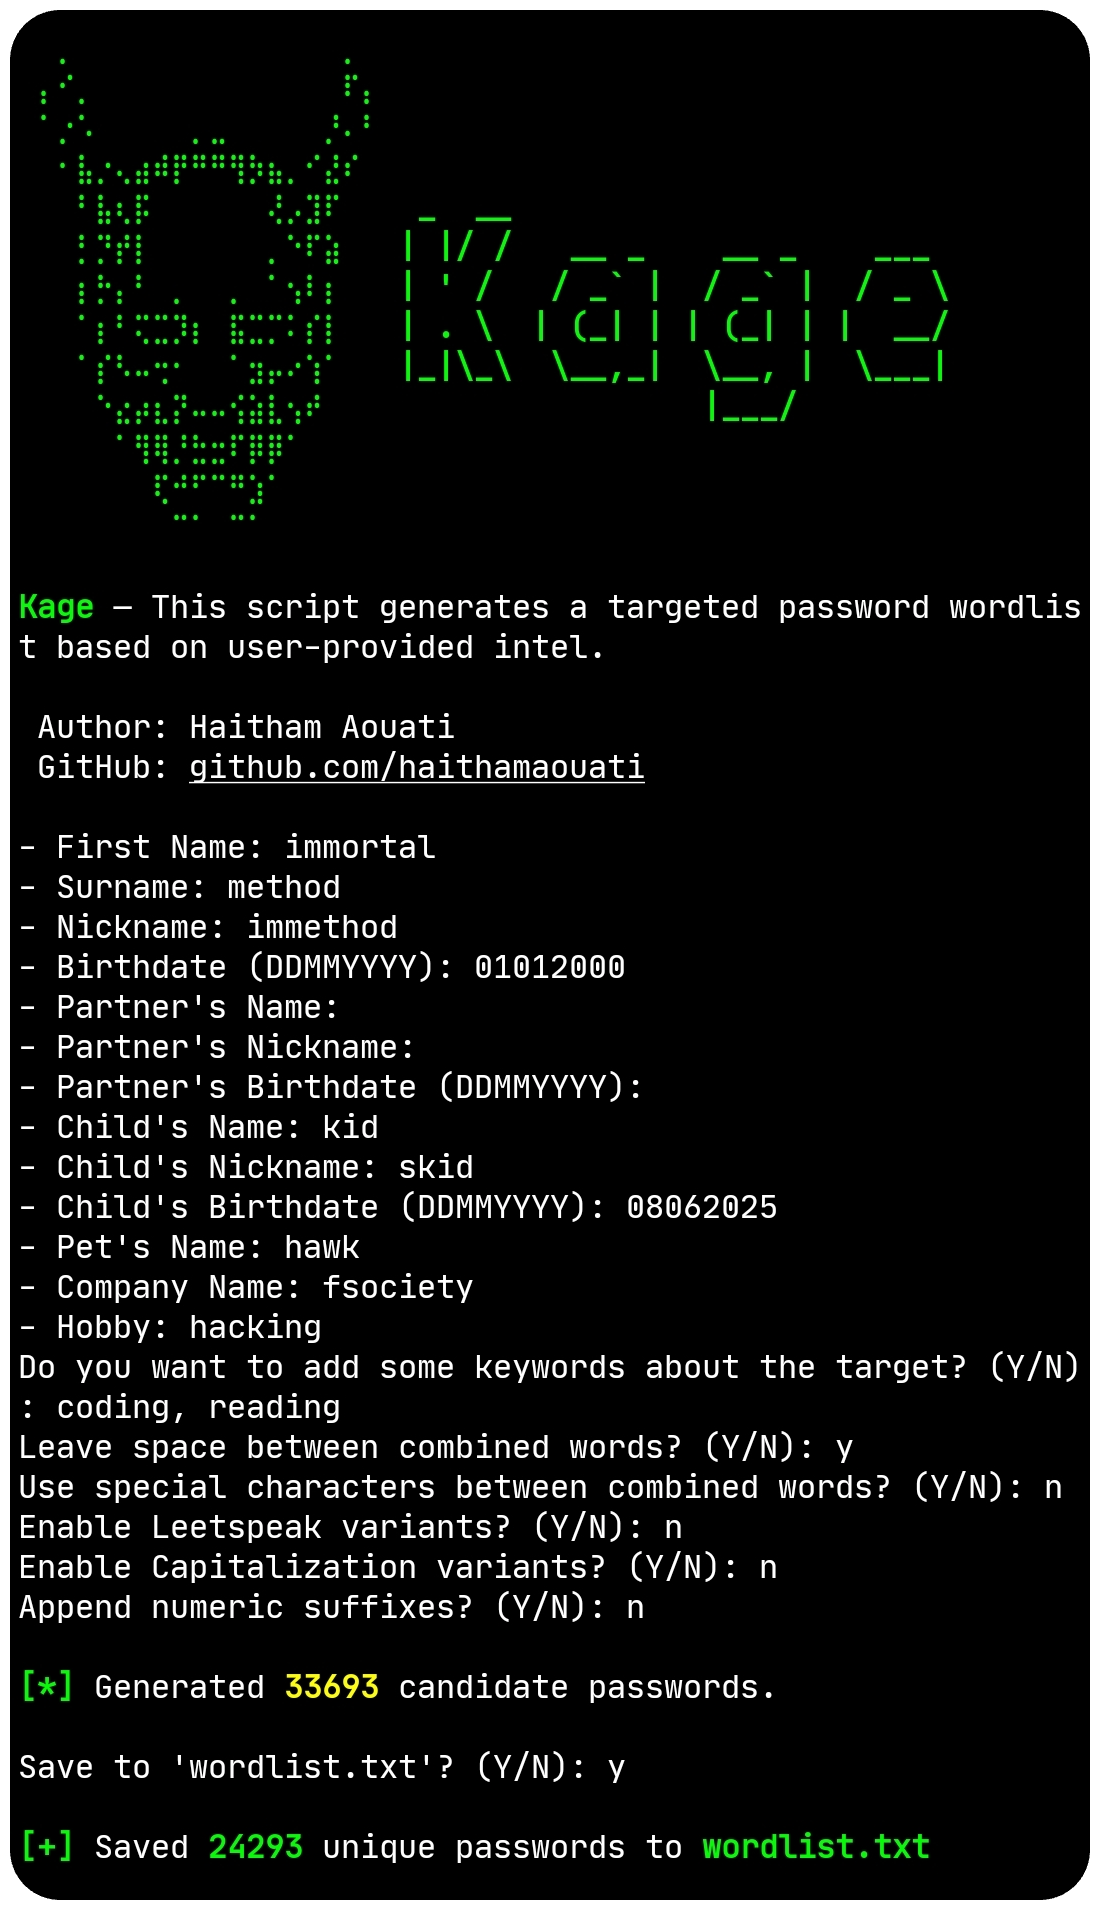 Kage
Kage — This script generates a targeted password wordlis
t based on user-provided intel.
Author: Haitham Aouati
GitHub: github.com/haithamaouati
- First Name: immortal
- Surname: method
- Nickname: immethod
- Birthdate (DDMMYYYY): 01012000
- Partner's Name:
- Partner's Nickname:
- Partner's Birthdate (DDMMYYYY):
- Child's Name: kid
- Child's Nickname: skid
- Child's Birthdate (DDMMYYYY): 08062025
- Pet's Name: hawk
- Company Name: fsociety
- Hobby: hacking
Do you want to add some keywords about the target? (Y/N)
: coding, reading
Leave space between combined words? (Y/N): y
Use special characters between combined words? (Y/N): n
Enable Leetspeak variants? (Y/N): n
Enable Capitalization variants? (Y/N): n
Append numeric suffixes? (Y/N): n
[*] Generated 33693 candidate passwords.
Save to 'wordlist.txt'? (Y/N): y
[+] Saved 24293 unique passwords to wordlist.txt